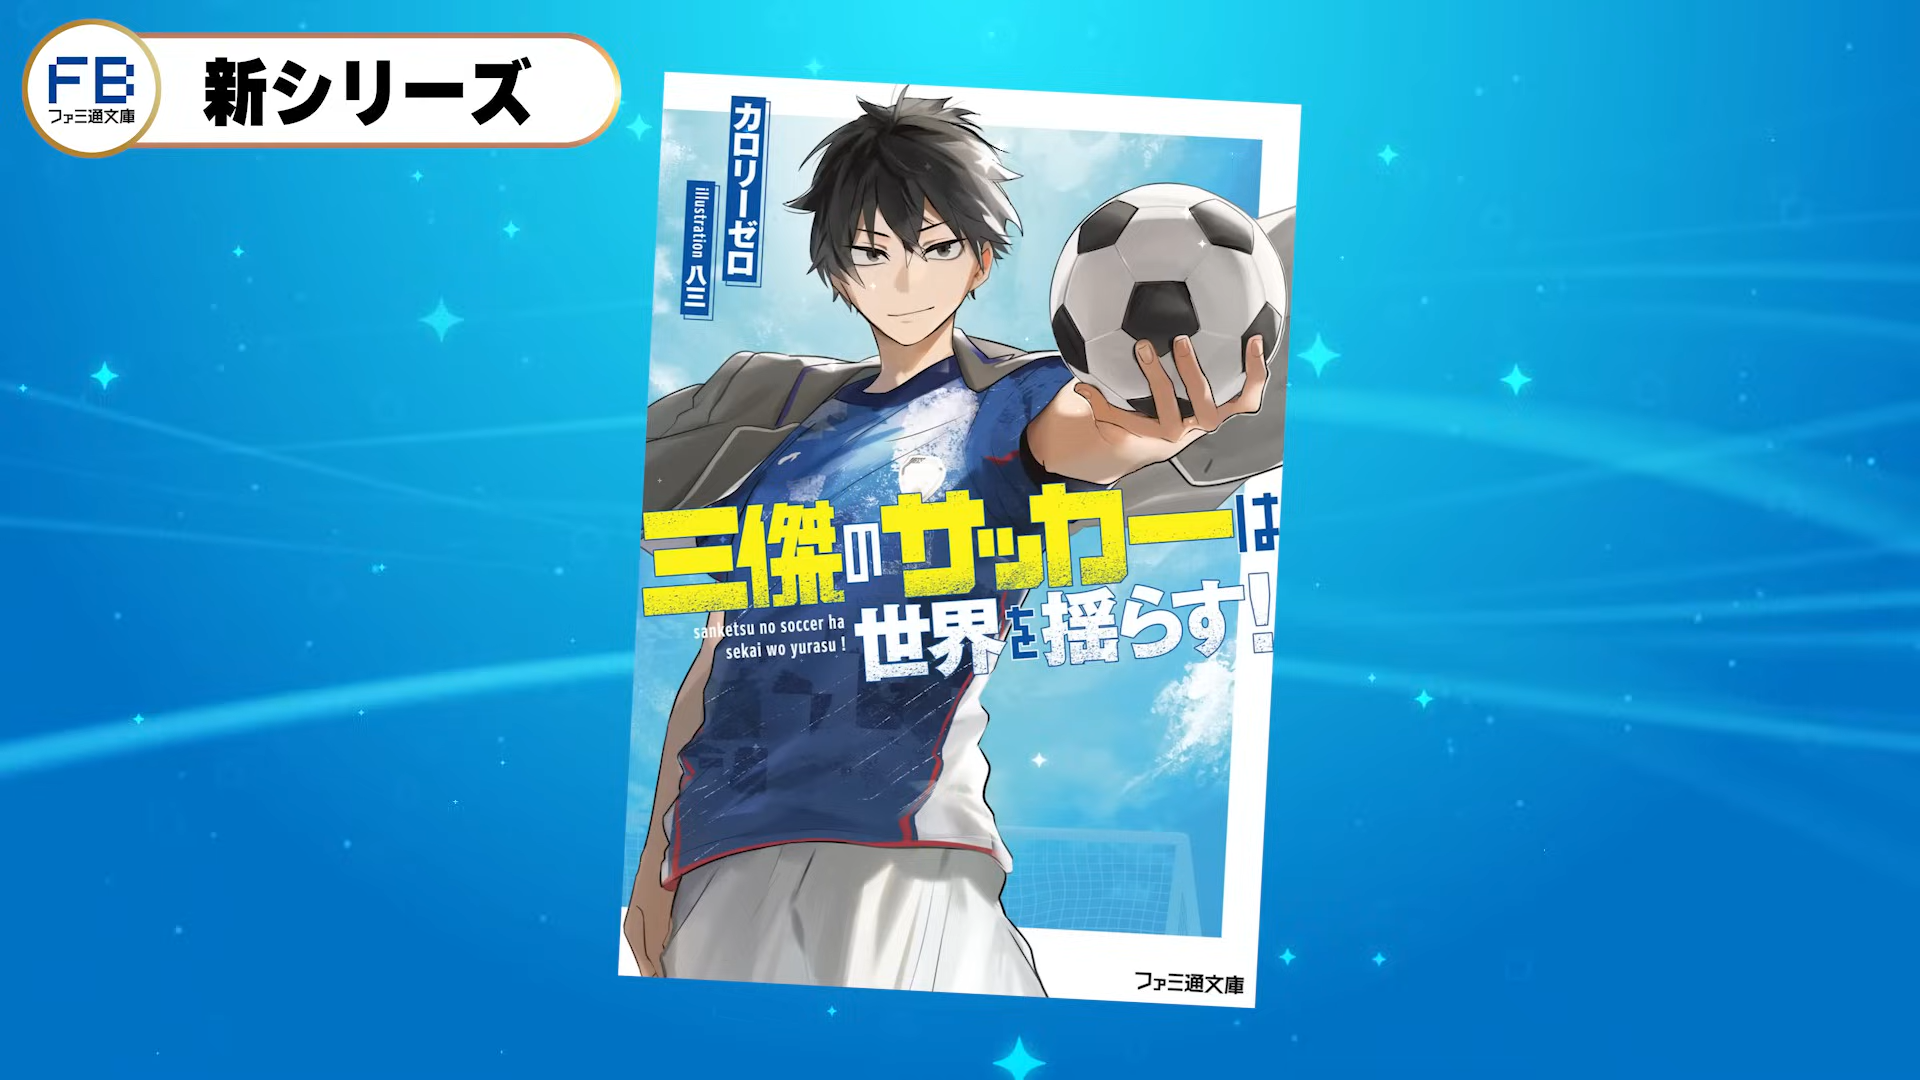 FB
ファミ通文庫
新シリーズ
カロリーゼロ
illustration 八三
三傑のサッカーは
世界を揺らす!
sanketsu no soccer ha
sekai wo yurasu !
ファミ通文庫